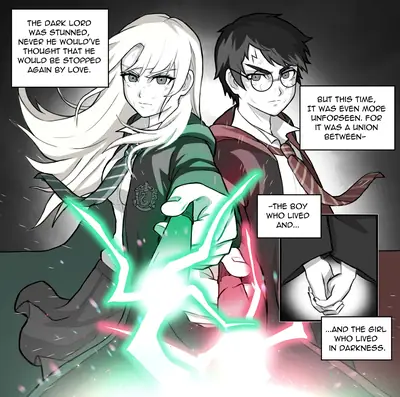 THE DARK LORD
WAS STUNNED,
NEVER HE WOULD'VE
THOUGHT THAT HE
WOULD BE STOPPED
AGAIN BY LOVE.
BUT THIS TIME,
IT WAS EVEN MORE
UNFORSEEN. FOR
IT WAS A UNION
BETWEEN-
-THE BOY
WHO LIVED
AND...
...AND THE GIRL
WHO LIVED
IN DARKNESS.